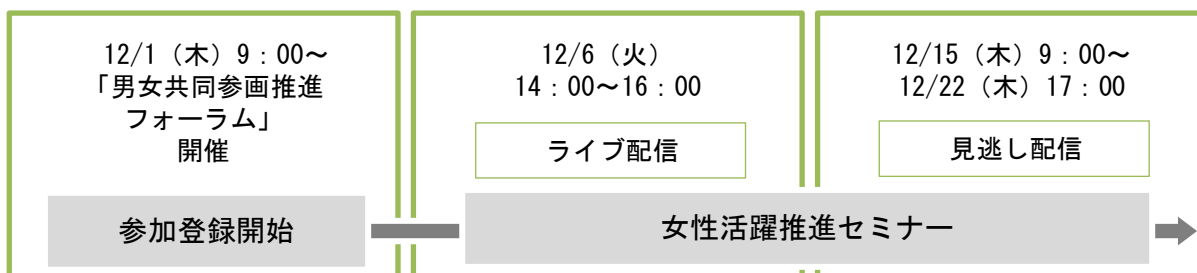 12/1（木）9：00～
「男女共同参画推進
フォーラム」
開催
参加登録開始
12/6（火）
14：00～16：00
ライブ配信
12/15（木）9：00～
12/22（木）17：00
見逃し配信
女性活躍推進セミナー